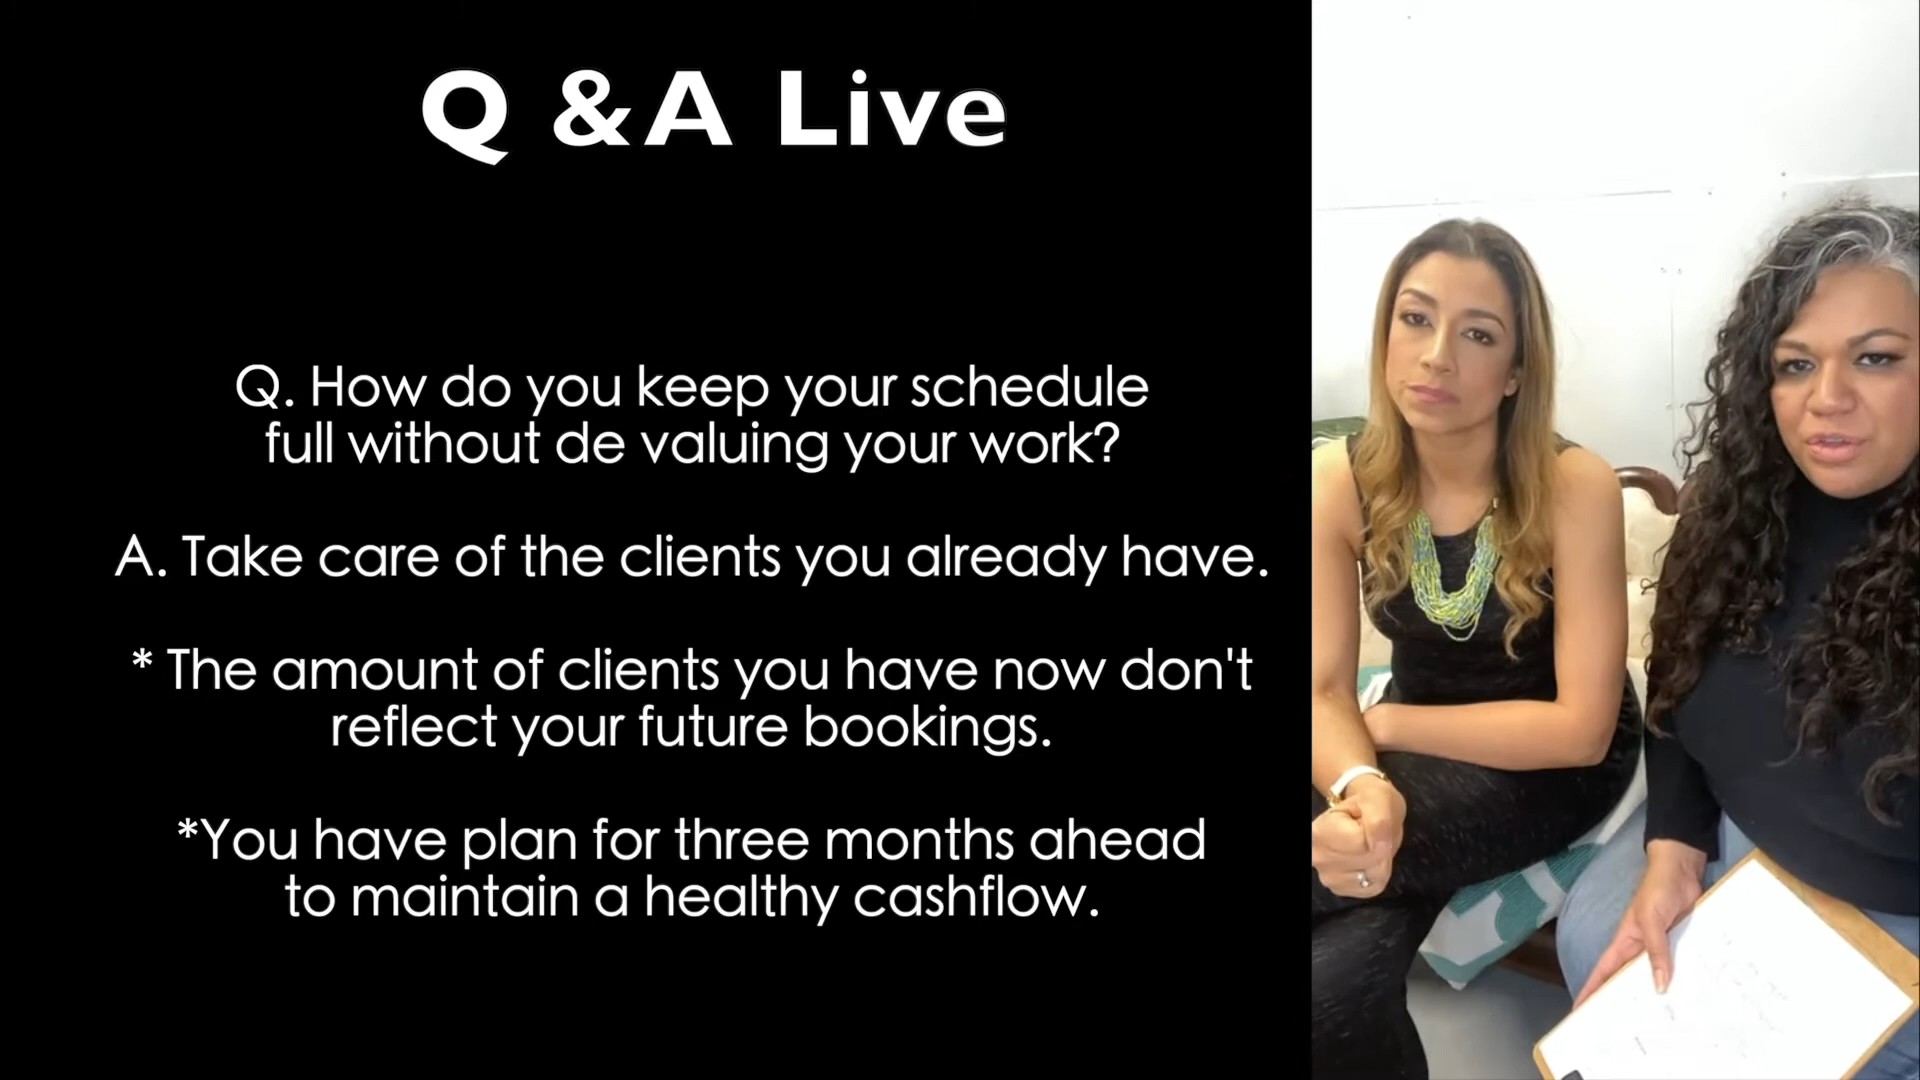 Q &A Live
Q. How do you keep your schedule
full without de valuing your work?
A. Take care of the clients you already have.
* The amount of clients you have now don't
reflect your future bookings.
*You have plan for three months ahead
to maintain a healthy cashflow.